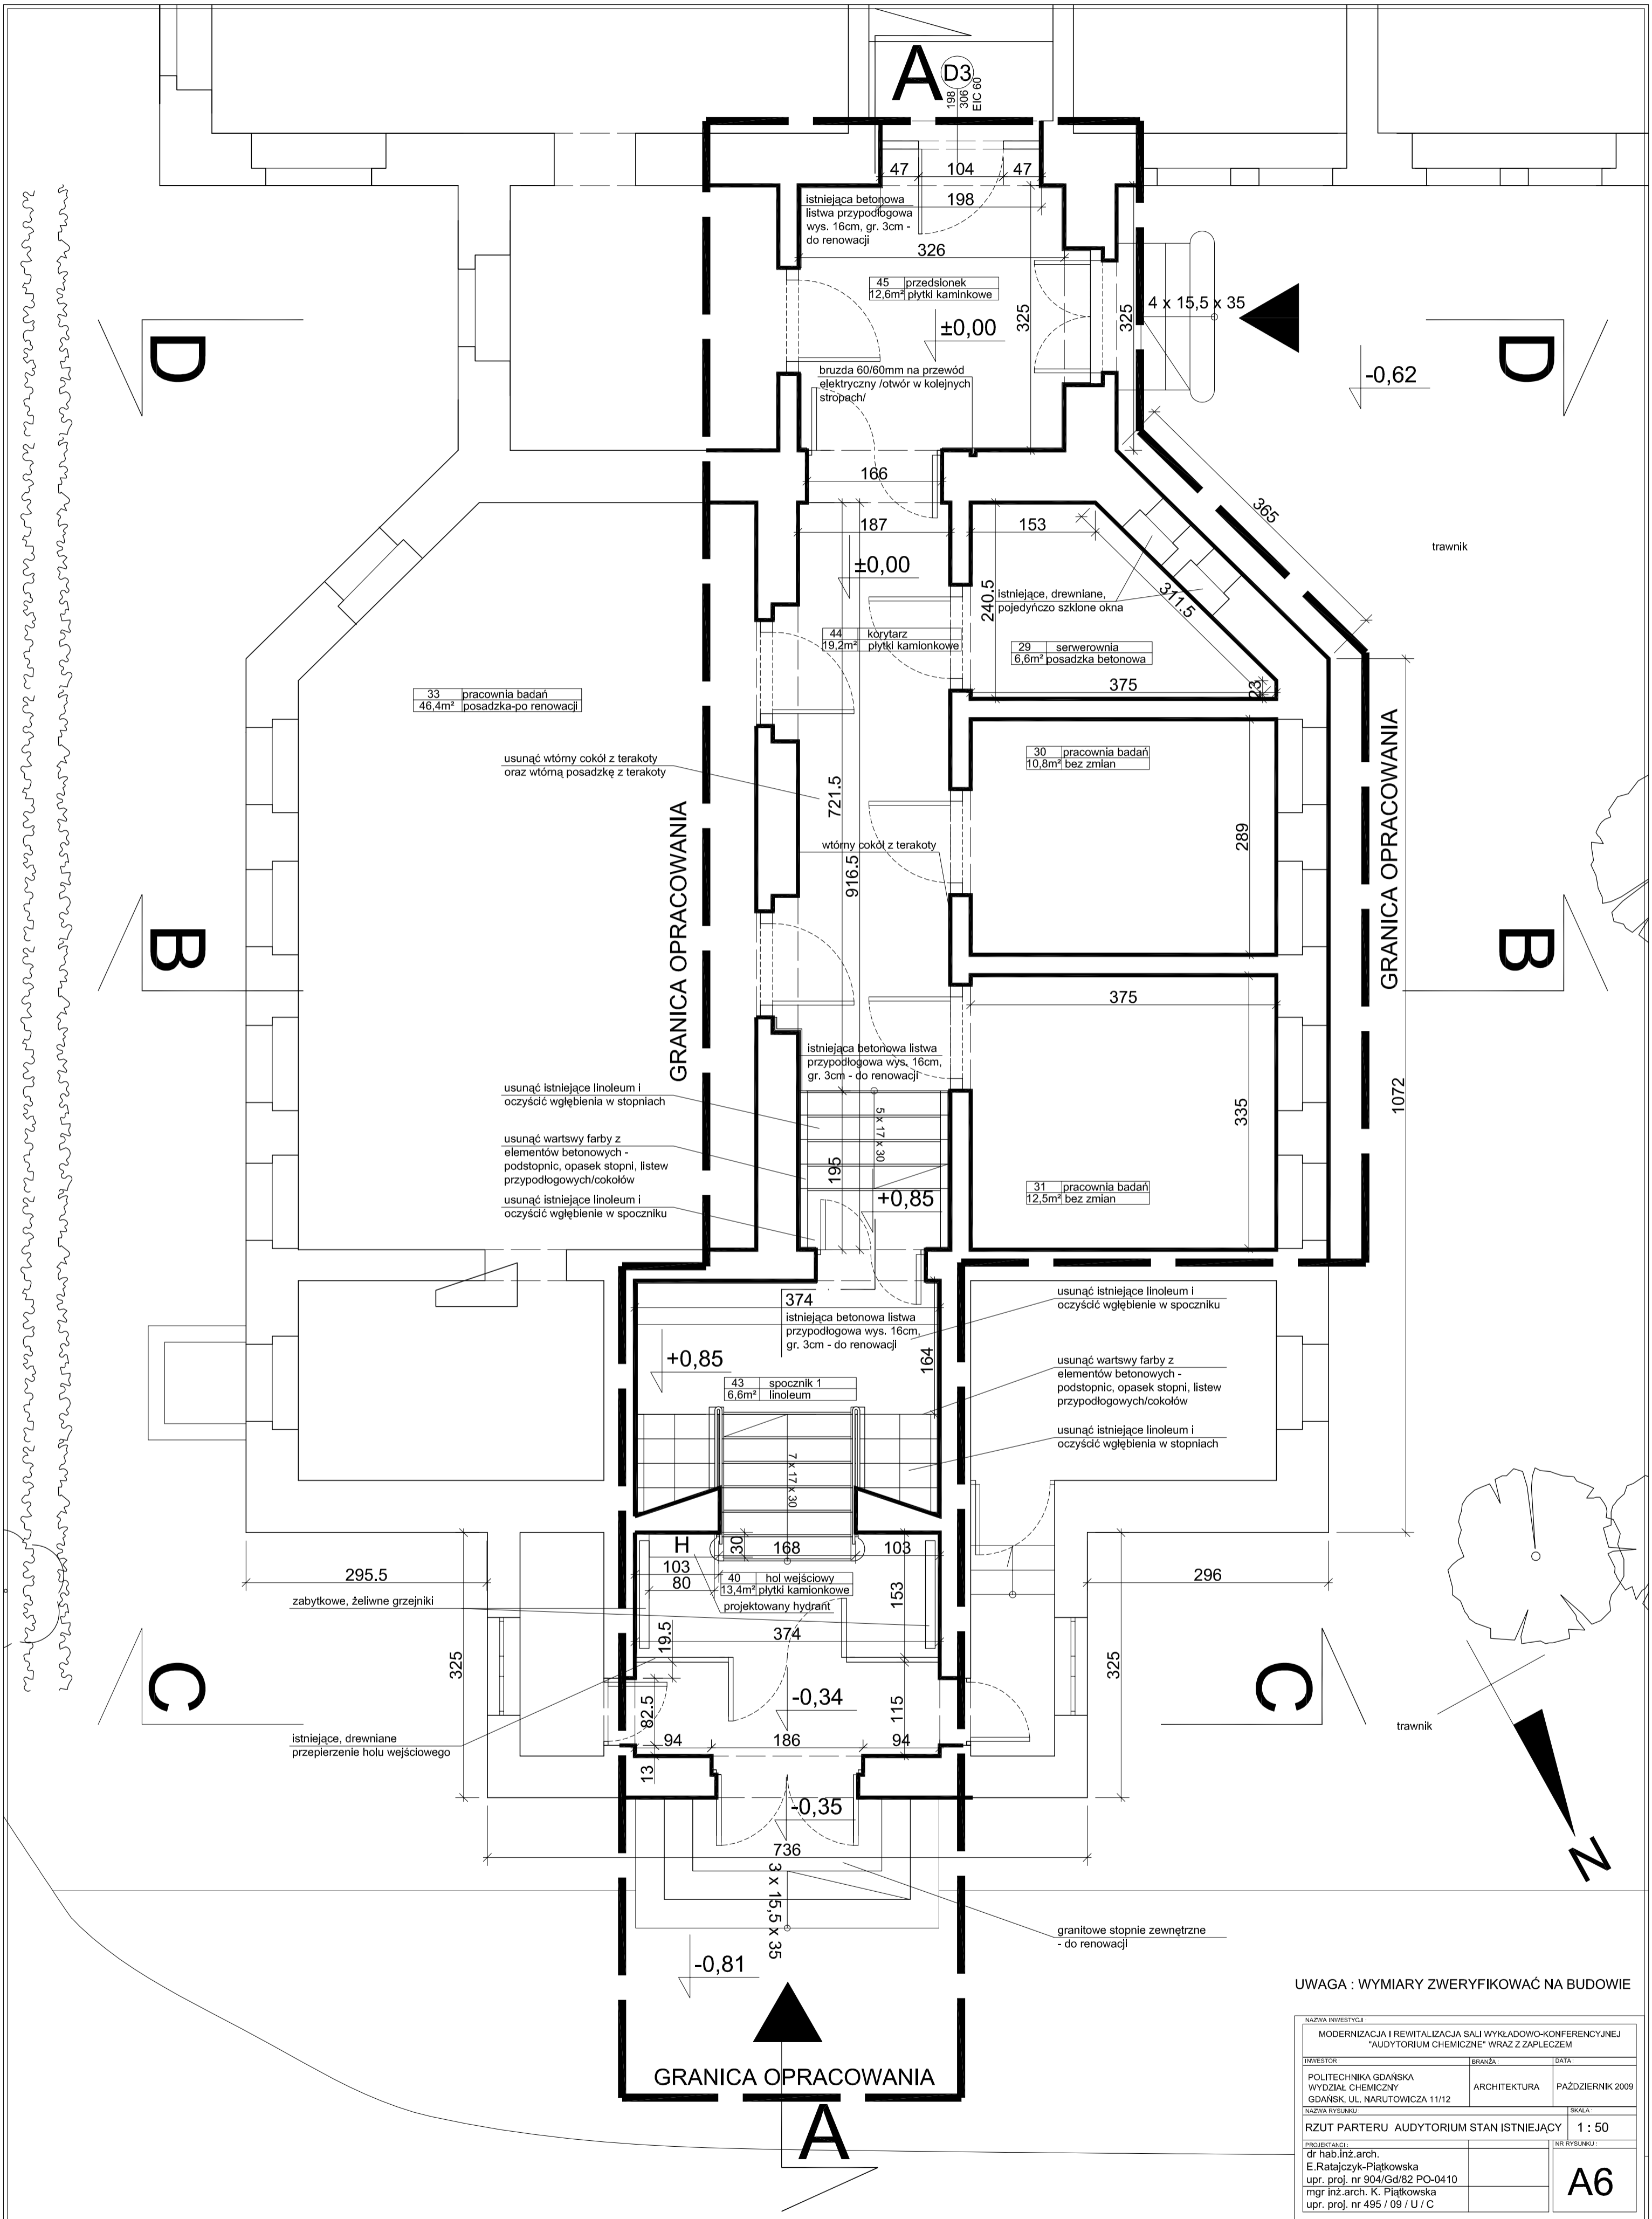 A
D3
198
306
EIC 60
47
104
47
198
istniejąca betonowa
listwa przypodłogowa
wys. 16cm, gr. 3cm -
do renowacji
326
45 przedsionek
12,6m² płytki kaminkowe
±0,00
325
325
4 x 15,5 x 35
D
D
-0,62
bruzda 60/60mm na przewód
elektryczny /otwór w kolejnych
stropach/
166
365
187
153
trawnik
±0,00
240.5
311.5
istniejące, drewniane,
pojedyńczo szklone okna
44 korytarz
19,2m² płytki kamionkowe
29 serwerownia
6,6m² posadzka betonowa
375
23
33 pracownia badań
46,4m² posadzka-po renowacji
usunąć wtórny cokół z terakoty
oraz wtórną posadzkę z terakoty
30 pracownia badań
10,8m² bez zmian
721.5
289
GRANICA OPRACOWANIA
GRANICA OPRACOWANIA
wtórny cokół z terakoty
916.5
B
B
375
istniejąca betonowa listwa
przypodłogowa wys. 16cm,
gr. 3cm - do renowacji
usunąć istniejące linoleum i
oczyścić wgłębienia w stopniach
1072
335
5 x 17 x 30
usunąć wartswy farby z
elementów betonowych -
podstopnic, opasek stopni, listew
przypodłogowych/cokołów
195
+0,85
31 pracownia badań
12,5m² bez zmian
usunąć istniejące linoleum i
oczyścić wgłębienie w spoczniku
374
istniejąca betonowa listwa
przypodłogowa wys. 16cm,
gr. 3cm - do renowacji
usunąć istniejące linoleum i
oczyścić wgłębienie w spoczniku
+0,85
164
43 spocznik 1
6,6m² linoleum
usunąć wartswy farby z
elementów betonowych -
podstopnic, opasek stopni, listew
przypodłogowych/cokołów
usunąć istniejące linoleum i
oczyścić wgłębienia w stopniach
7 x 17 x 30
H
30
168
103
103
80
40 hol wejściowy
13,4m² płytki kamionkowe
projektowany hydrant
153
295.5
296
zabytkowe, żeliwne grzejniki
374
19.5
325
325
C
C
-0,34
82.5
115
94
186
94
13
istniejące, drewniane
przepierzenie holu wejściowego
trawnik
-0,35
736
N
3 x 15,5 x 35
granitowe stopnie zewnętrzne
- do renowacji
-0,81
GRANICA OPRACOWANIA
A
UWAGA : WYMIARY ZWERYFIKOWAĆ NA BUDOWIE
NAZWA INWESTYCJI :
MODERNIZACJA I REWITALIZACJA SALI WYKŁADOWO-KONFERENCYJNEJ
"AUDYTORIUM CHEMICZNE" WRAZ Z ZAPLECZEM
INWESTOR :
BRANŻA :
DATA :
POLITECHNIKA GDAŃSKA
WYDZIAŁ CHEMICZNY
GDAŃSK, UL. NARUTOWICZA 11/12
ARCHITEKTURA
PAŹDZIERNIK 2009
NAZWA RYSUNKU :
SKALA :
RZUT PARTERU AUDYTORIUM STAN ISTNIEJĄCY
1 : 50
PROJEKTANCI :
NR RYSUNKU :
dr hab.inż.arch.
E.Ratajczyk-Piątkowska
upr. proj. nr 904/Gd/82 PO-0410
mgr inż.arch. K. Piątkowska
upr. proj. nr 495 / 09 / U / C
A6